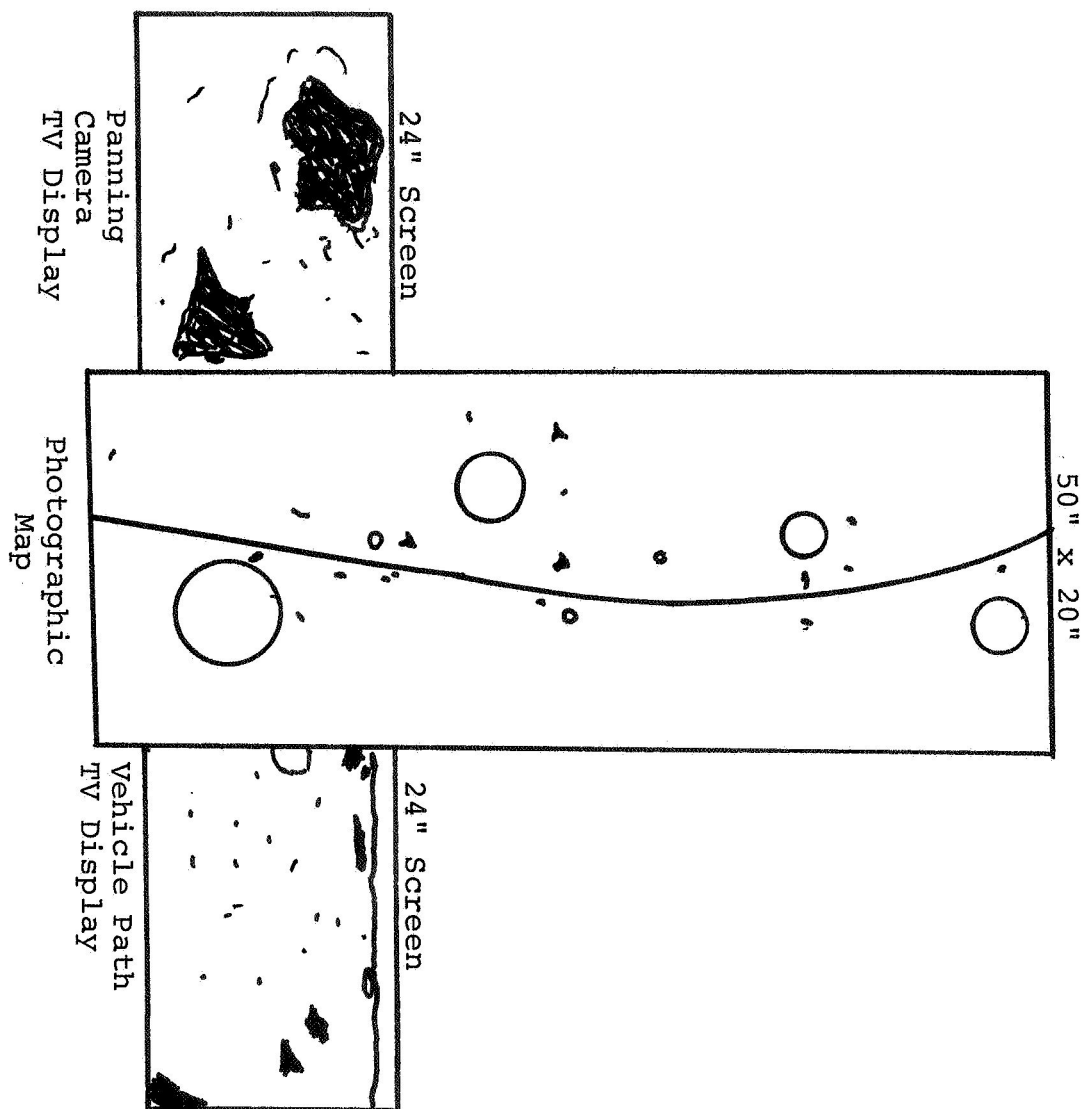 24" Screen
Panning
Camera
TV Display
50" x 20"
Photographic
Map
24" Screen
Vehicle Path
TV Display